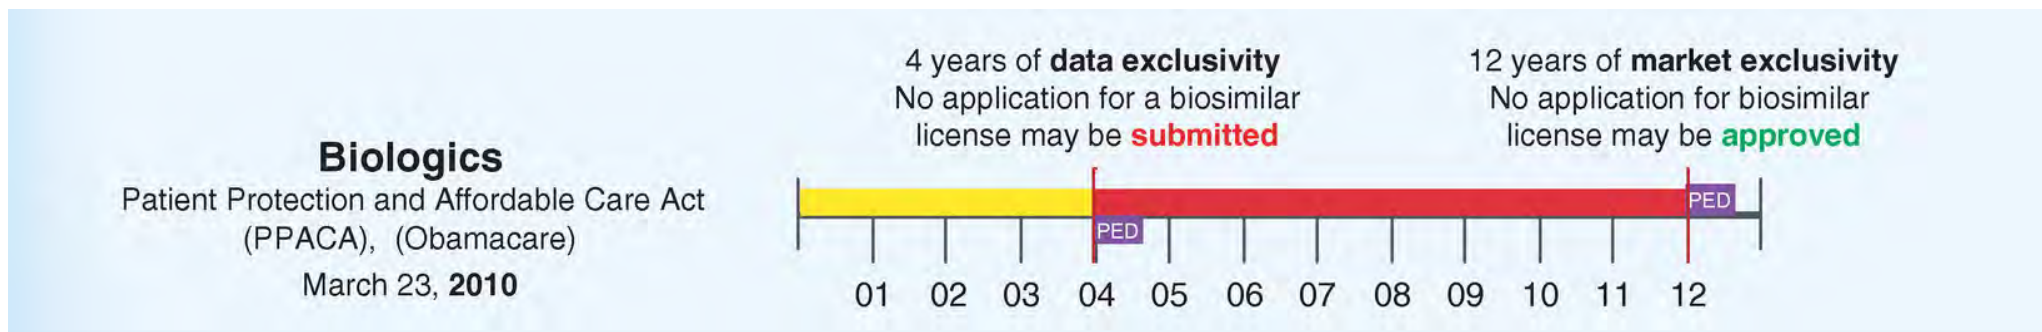 Biologics
Patient Protection and Affordable Care Act
(PPACA), (Obamacare)
March 23, 2010
4 years of data exclusivity
No application for a biosimilar
license may be submitted
12 years of market exclusivity
No application for biosimilar
license may be approved
PED
PED
01 02 03 04 05 06 07 08 09 10 11 12